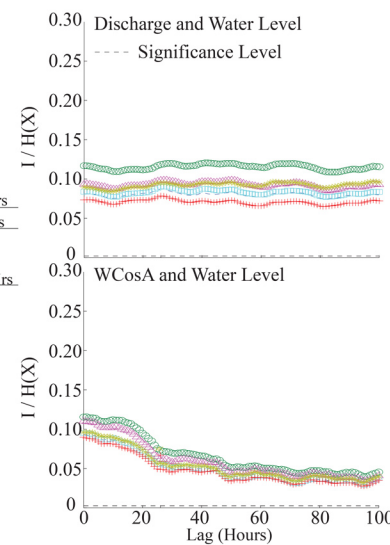 0.30
Discharge and Water Level
Significance Level
0.25
0.20
I / H(X)
0.15
0.10
rs
s
0.05
0
0.30
WCosA and Water Level
rs
0.25
0.20
I / H(X)
0.15
0.10
0.05
0
0 20 40 60 80 100
Lag (Hours)